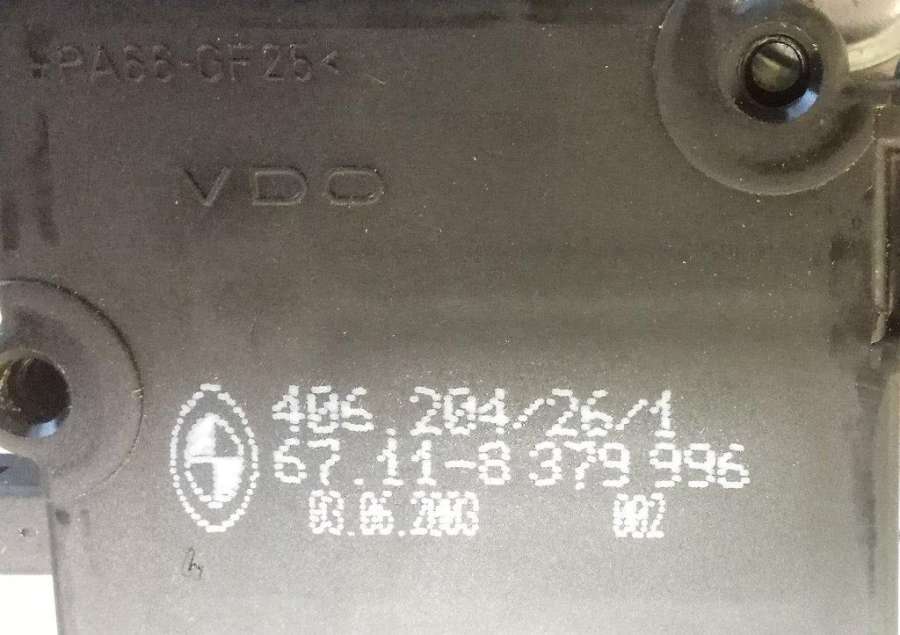 >PA66-GF25<
VDO
406.204/26/1
67.11-8 379 996
03.06.2003 002